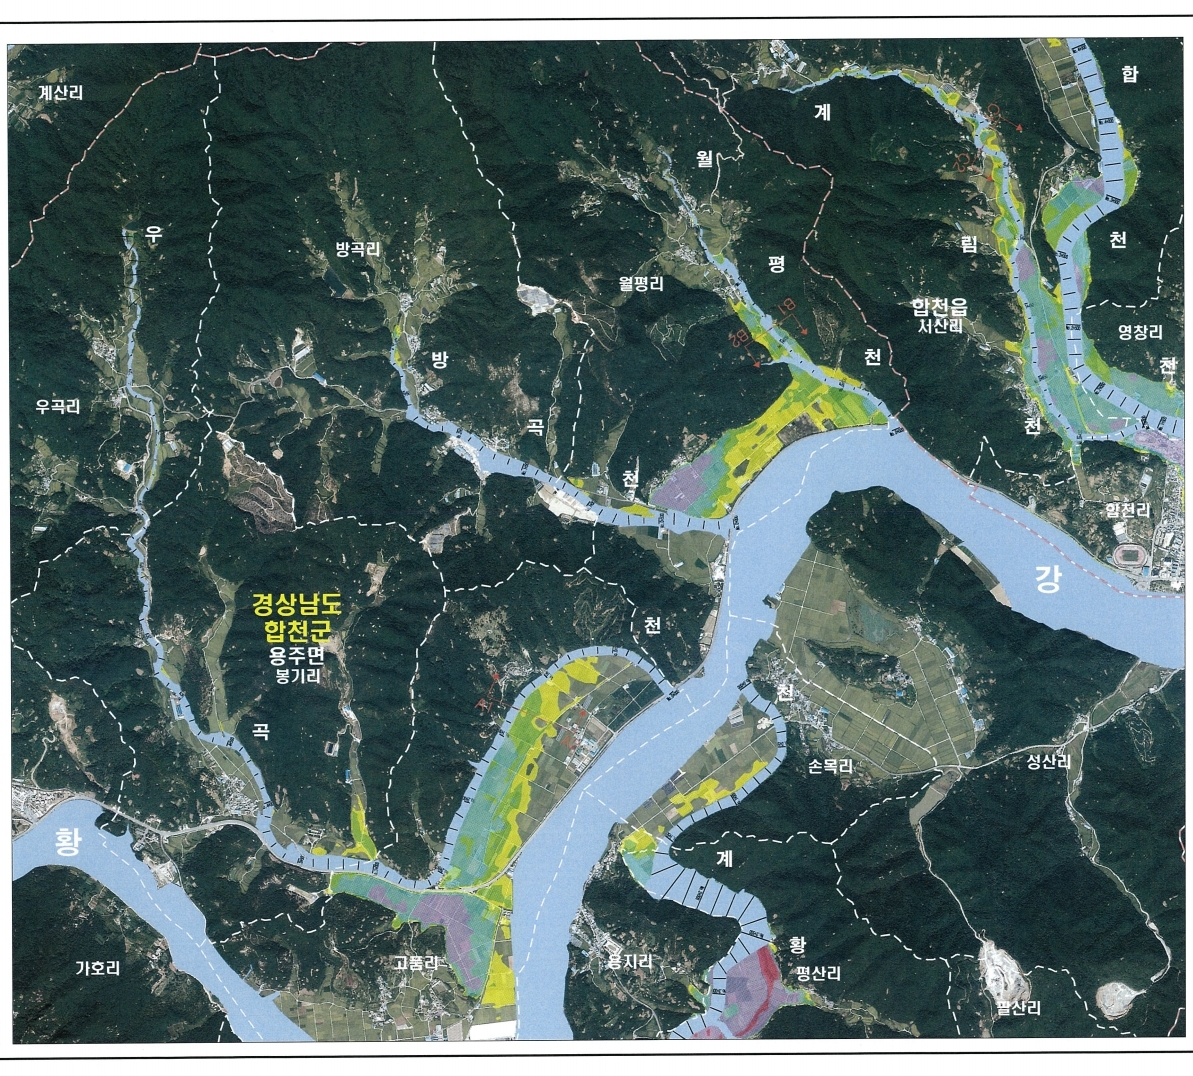 합
계산리
계
월
우
천
림
방곡리
평
월평리
합천읍
서산리
영창리
방
천
천
우곡리
곡
천
천
합천리
강
경상남도
합천군
용주면
봉기리
천
천
곡
손목리
성산리
황
계
황
가호리
고품리
용지리
평산리
필산리